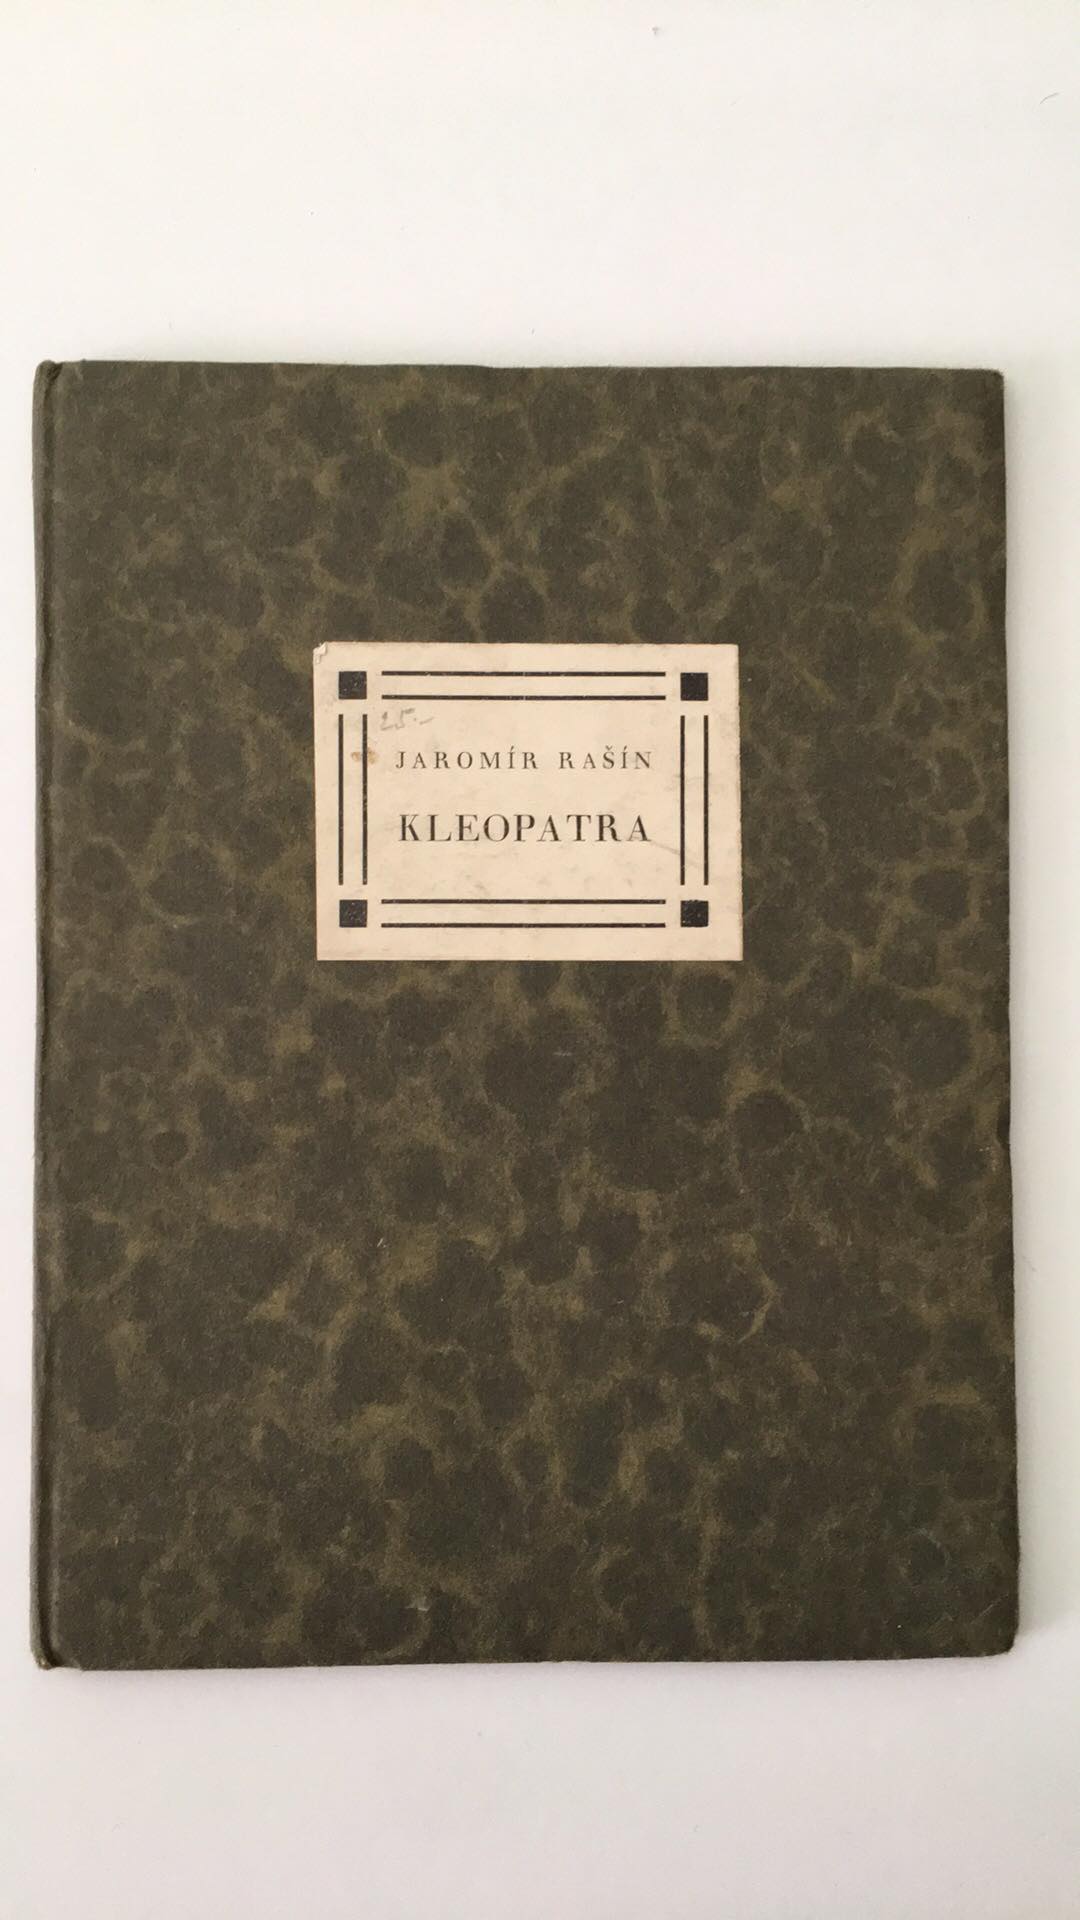 25.-
JAROMÍR RAŠÍN
KLEOPATRA